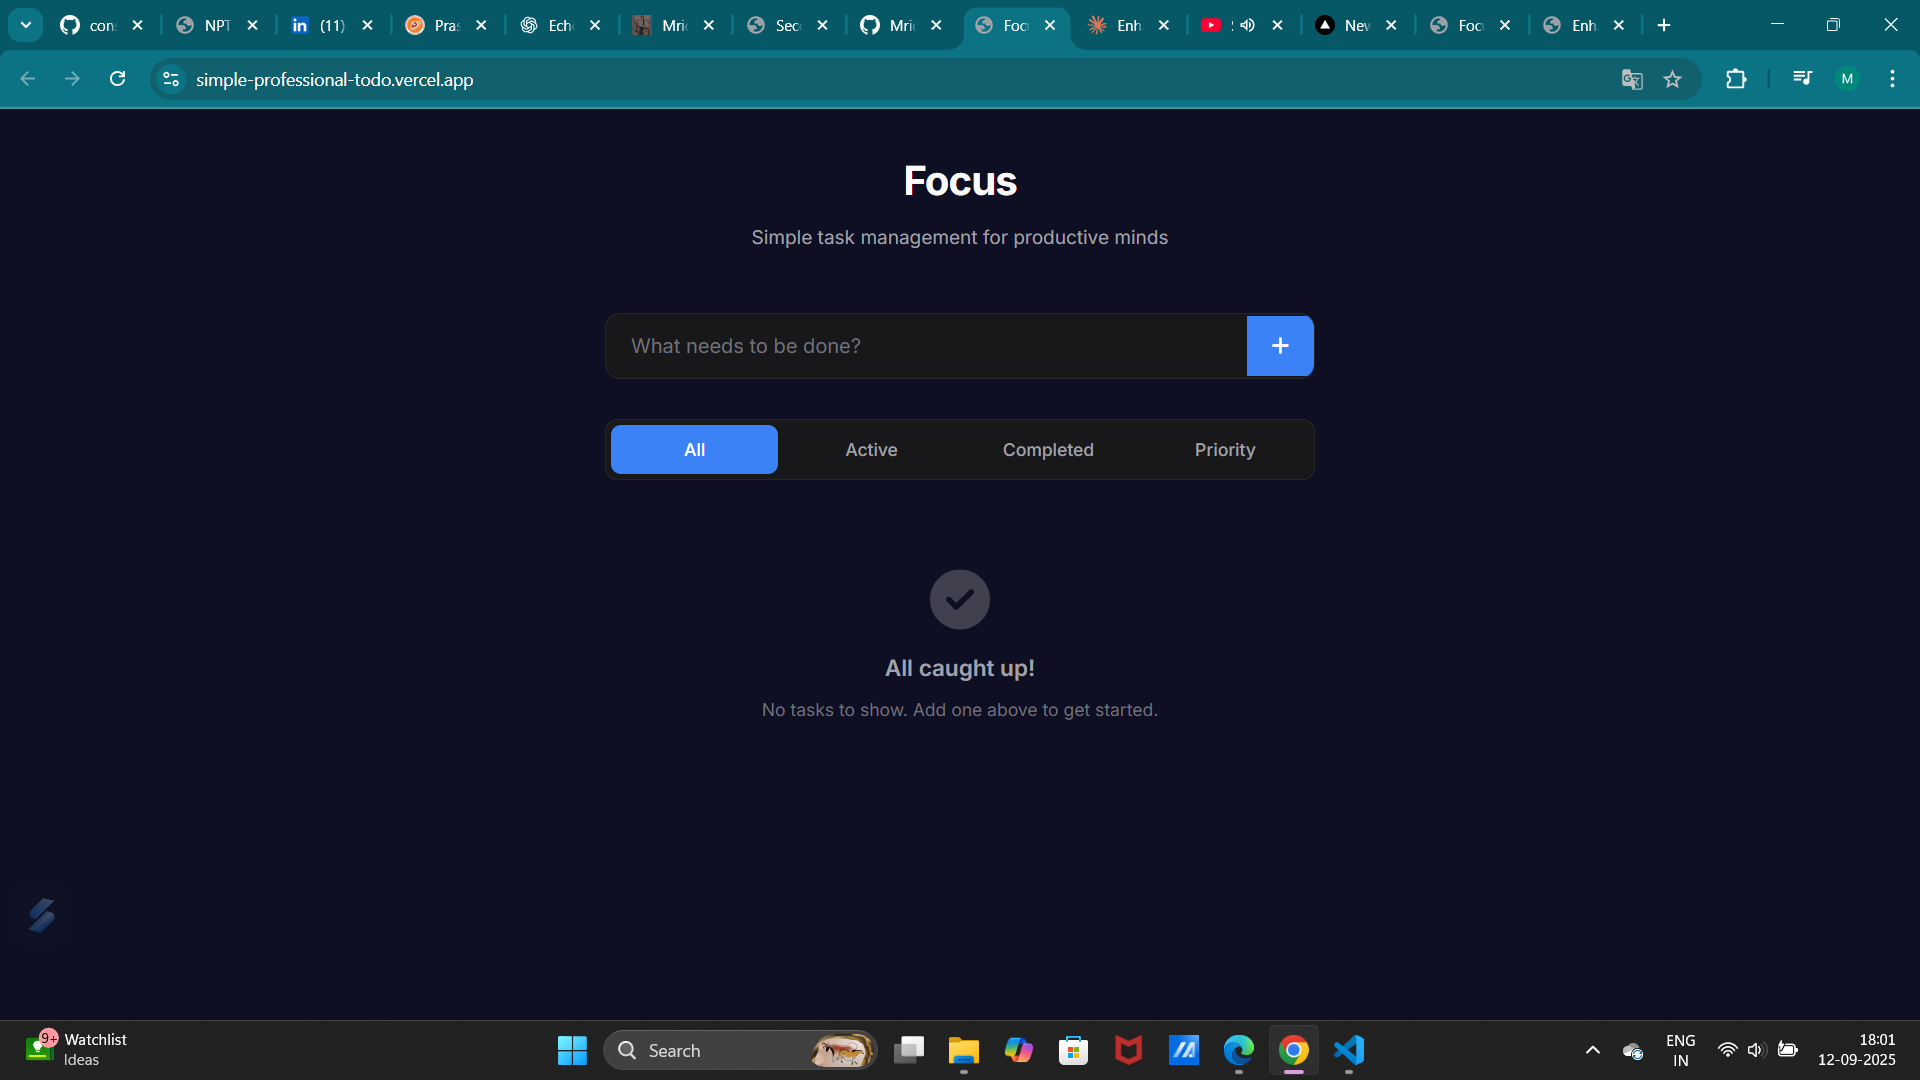 con
NPT
in
(11)
Pras
Ech
Mri
Sec
Mri
Foc
Enh
Nev
Foc
Enh
simple-professional-todo.vercel.app
M
Focus
Simple task management for productive minds
What needs to be done?
+
All
Active
Completed
Priority
All caught up!
No tasks to show. Add one above to get started.
9+
Watchlist
Ideas
Search
ENG
IN
18:01
12-09-2025